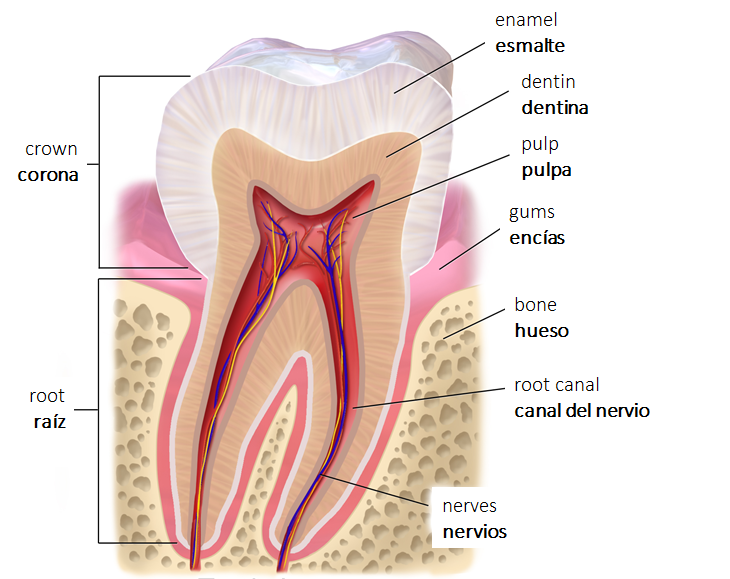 enamel
esmalte
dentin
dentina
crown
corona
pulp
pulpa
gums
encías
bone
hueso
root
raíz
root canal
canal del nervio
nerves
nervios